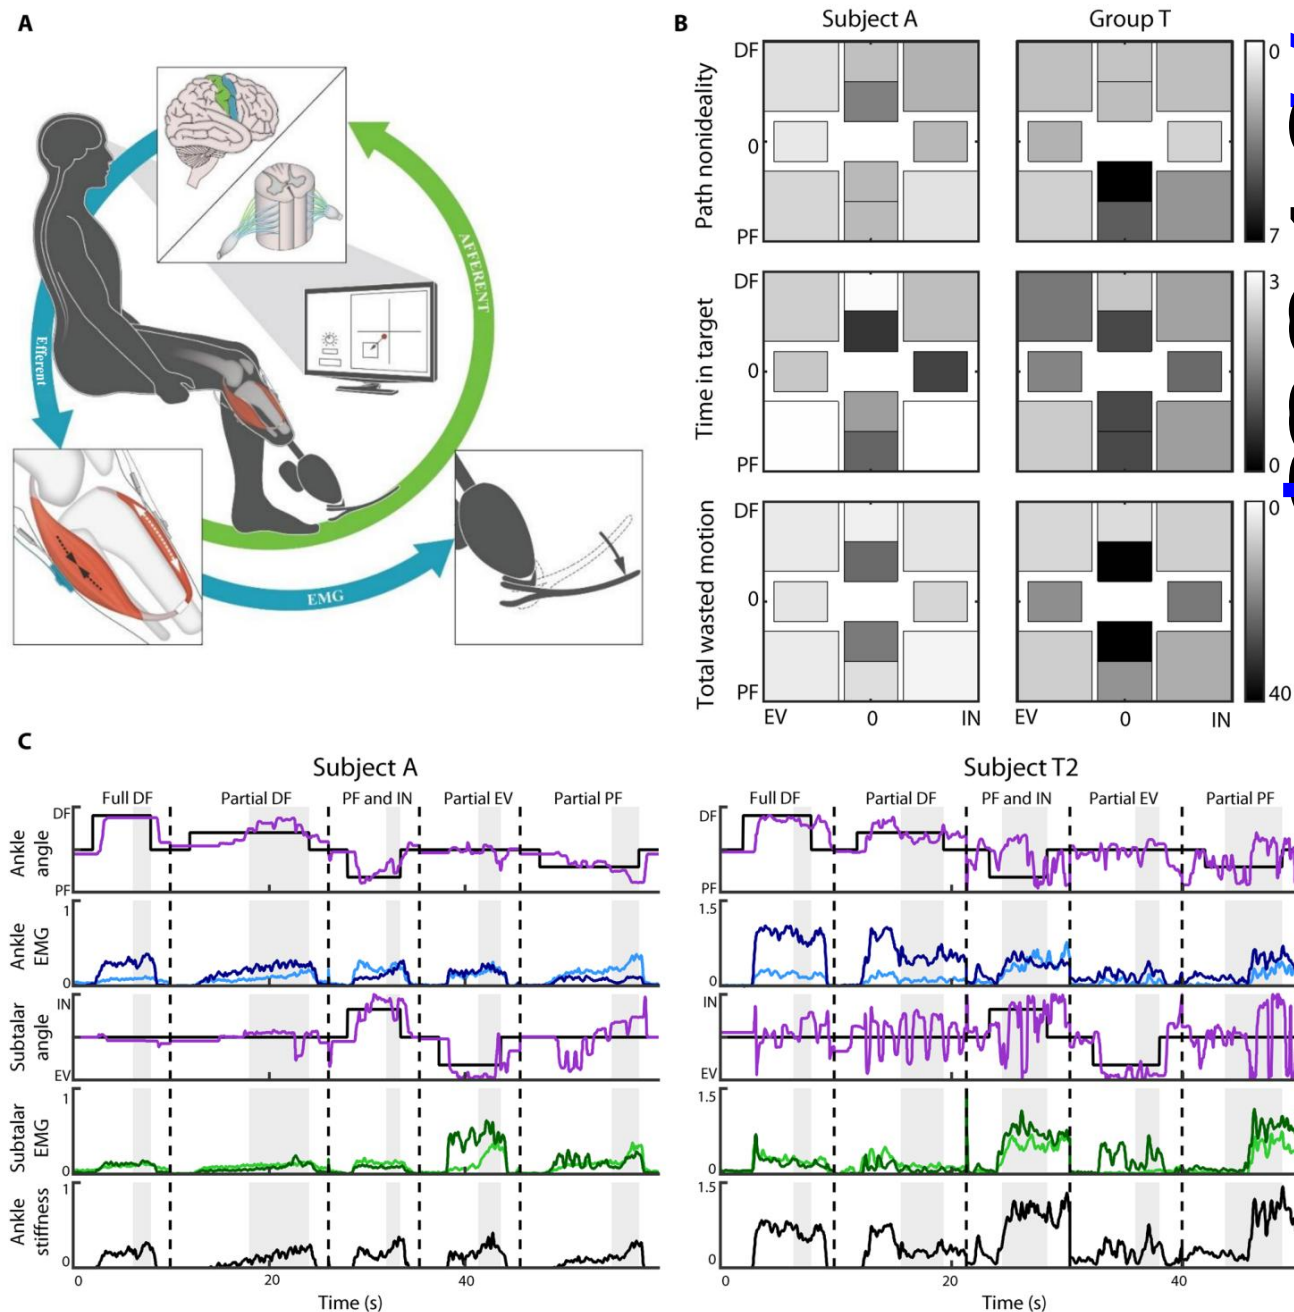 A
AFFERENT
Efferent
EMG
B
Subject A
Group T
Path nonideality
DF
0
PF
0
7
Time in target
DF
0
PF
3
0
Total wasted motion
DF
0
PF
0
40
EV
0
IN
EV
0
IN
C
Subject A
Full DF
Partial DF
PF and IN
Partial EV
Partial PF
Ankle
angle
DF
PF
Ankle
EMG
1
0
Subtalar
angle
IN
EV
Subtalar
EMG
1
0
Ankle
stiffness
1
0
0
20
40
Time (s)
Subject T2
Full DF
Partial DF
PF and IN
Partial EV
Partial PF
DF
PF
1.5
0
IN
EV
1.5
0
1.5
0
0
20
40
Time (s)